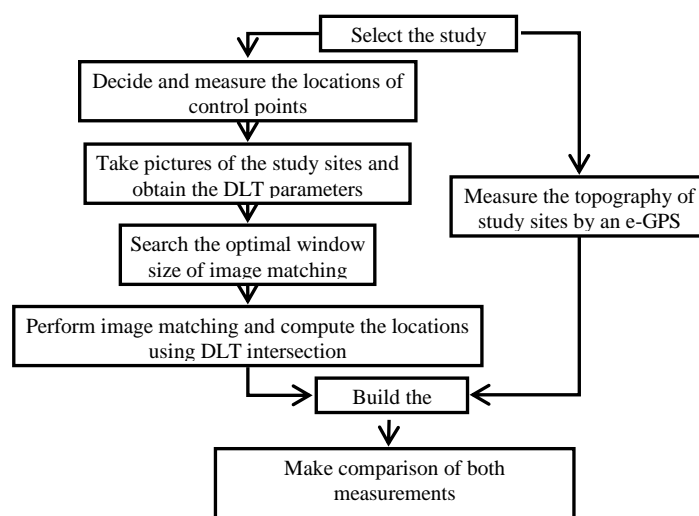 Select the study
Decide and measure the locations of
control points
Take pictures of the study sites and
obtain the DLT parameters
Measure the topography of
study sites by an e-GPS
Search the optimal window
size of image matching
Perform image matching and compute the locations
using DLT intersection
Build the
Make comparison of both
measurements